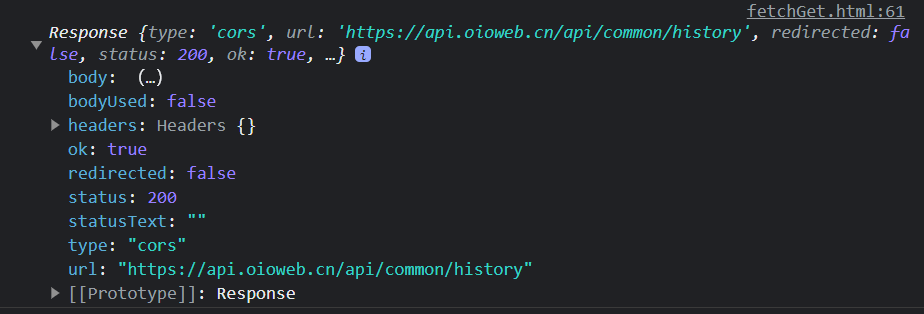 fetchGet.html:61
Response {type: 'cors', url: 'https://api.oioweb.cn/api/common/history', redirected: fa
lse, status: 200, ok: true, …} i
body: (…)
bodyUsed: false
headers: Headers {}
ok: true
redirected: false
status: 200
statusText: ""
type: "cors"
url: "https://api.oioweb.cn/api/common/history"
[[Prototype]]: Response